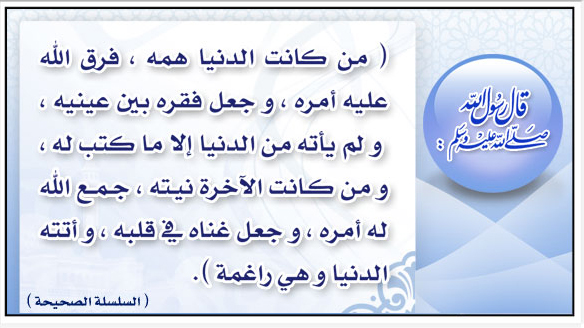 قال رسول الله
صلى الله عليه وسلم :
( من كانت الدنيا همه ، فرق الله
عليه أمره ، و جعل فقره بين عينيه ،
و لم يأته من الدنيا إلا ما كتب له ،
و من كانت الآخرة نيته ، جمع الله
له أمره ، و جعل غناه في قلبه ، و أتته
الدنيا و هي راغمة ).
( السلسلة الصحيحة )